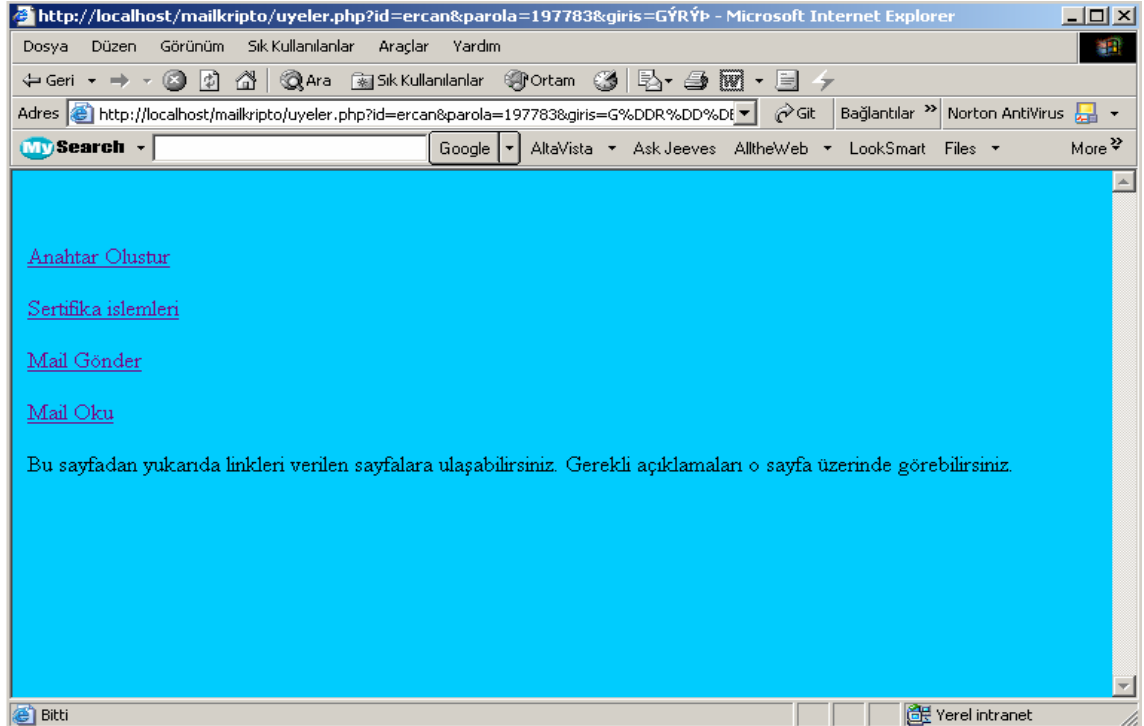 http://localhost/mailkripto/uyeler.php?id=ercan&parola=197783&giris=GÝRÝÞ - Microsoft Internet Explorer
Dosya Düzen Görünüm Sık Kullanılanlar Araçlar Yardım
Geri Ara Sık Kullanılanlar Ortam
Adres http://localhost/mailkripto/uyeler.php?id=ercan&parola=197783&giris=G%DDR%DD%DE Git Bağlantılar » Norton AntiVirus
My Search Google AltaVista Ask Jeeves AlltheWeb LookSmart Files More »
Anahtar Olustur
Sertifika islemleri
Mail Gönder
Mail Oku
Bu sayfadan yukarıda linkleri verilen sayfalara ulaşabilirsiniz. Gerekli açıklamaları o sayfa üzerinde görebilirsiniz.
Bitti Yerel intranet